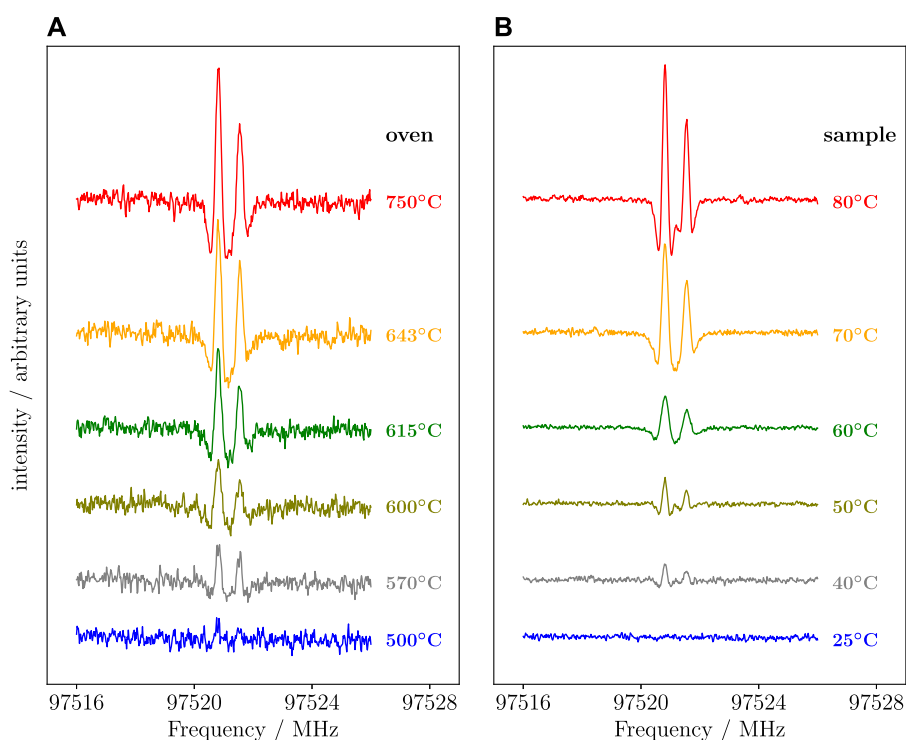 A
B
oven
sample
750°C
80°C
643°C
70°C
615°C
60°C
600°C
50°C
570°C
40°C
500°C
25°C
intensity / arbitrary units
97516
97520
97524
97528
97516
97520
97524
97528
Frequency / MHz
Frequency / MHz